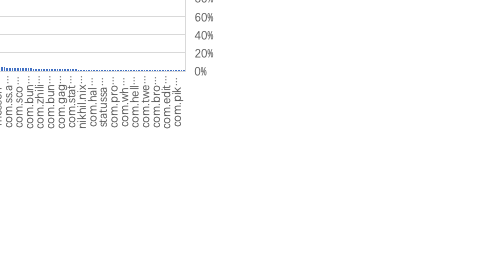 60%
40%
20%
0%
com.ss.a...
com.sco...
com.bun...
com.zhili...
com.bun...
com.gag...
com.stat...
nikhil.nix...
com.hal...
statussa...
com.pro...
com.wh...
com.hell...
com.twe...
com.bro...
com.edit...
com.pik...